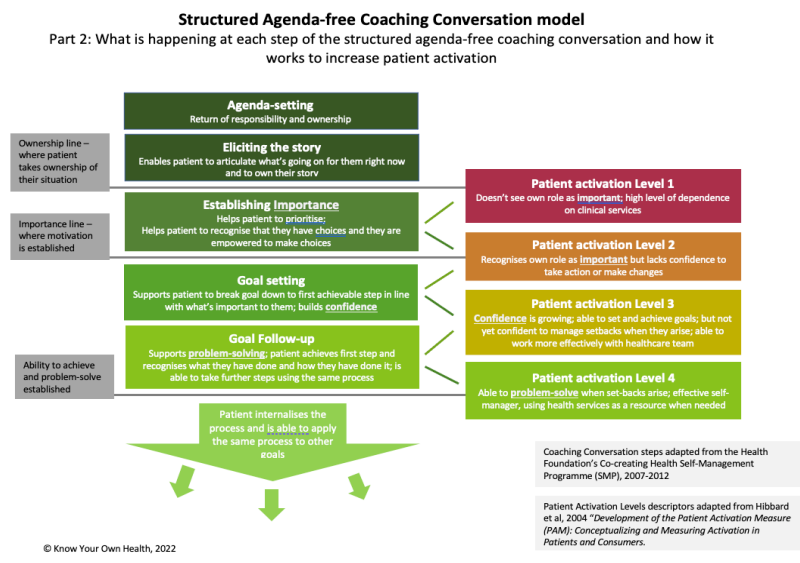 Structured Agenda-free Coaching Conversation model
Part 2: What is happening at each step of the structured agenda-free coaching conversation and how it
works to increase patient activation
Agenda-setting
Return of responsibility and ownership
Eliciting the story
Enables patient to articulate what's going on for them right now
and to own their story
Ownership line –
where patient
takes ownership of
their situation
Establishing Importance
Helps patient to prioritise;
Helps patient to recognise that they have choices and they are
empowered to make choices
Importance line –
where motivation
is established
Goal setting
Supports patient to break goal down to first achievable step in line
with what's important to them; builds confidence
Goal Follow-up
Supports problem-solving; patient achieves first step and
recognises what they have done and how they have done it; is
able to take further steps using the same process
Ability to achieve
and problem-solve
established
Patient internalises the
process and is able to apply
the same process to other
goals
Patient activation Level 1
Doesn't see own role as important; high level of dependence
on clinical services
Patient activation Level 2
Recognises own role as important but lacks confidence to
take action or make changes
Patient activation Level 3
Confidence is growing; able to set and achieve goals; but not
yet confident to manage setbacks when they arise; able to
work more effectively with healthcare team
Patient activation Level 4
Able to problem-solve when set-backs arise; effective self-
manager, using health services as a resource when needed
Coaching Conversation steps adapted from the Health
Foundation's Co-creating Health Self-Management
Programme (SMP), 2007-2012
Patient Activation Levels descriptors adapted from Hibbard
et al, 2004 "Development of the Patient Activation Measure
(PAM): Conceptualizing and Measuring Activation in
Patients and Consumers.
© Know Your Own Health, 2022